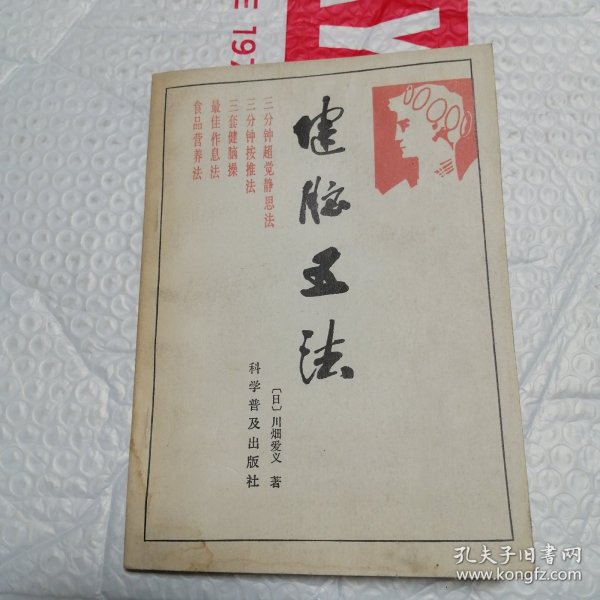 E 197
AY
三分钟超觉静思法
三分钟按推法
三套健脑操
最佳作息法
食品营养法
健脑五法
〔日〕川畑爱义 著
科学普及出版社
孔夫子旧书网
www.kongfz.com